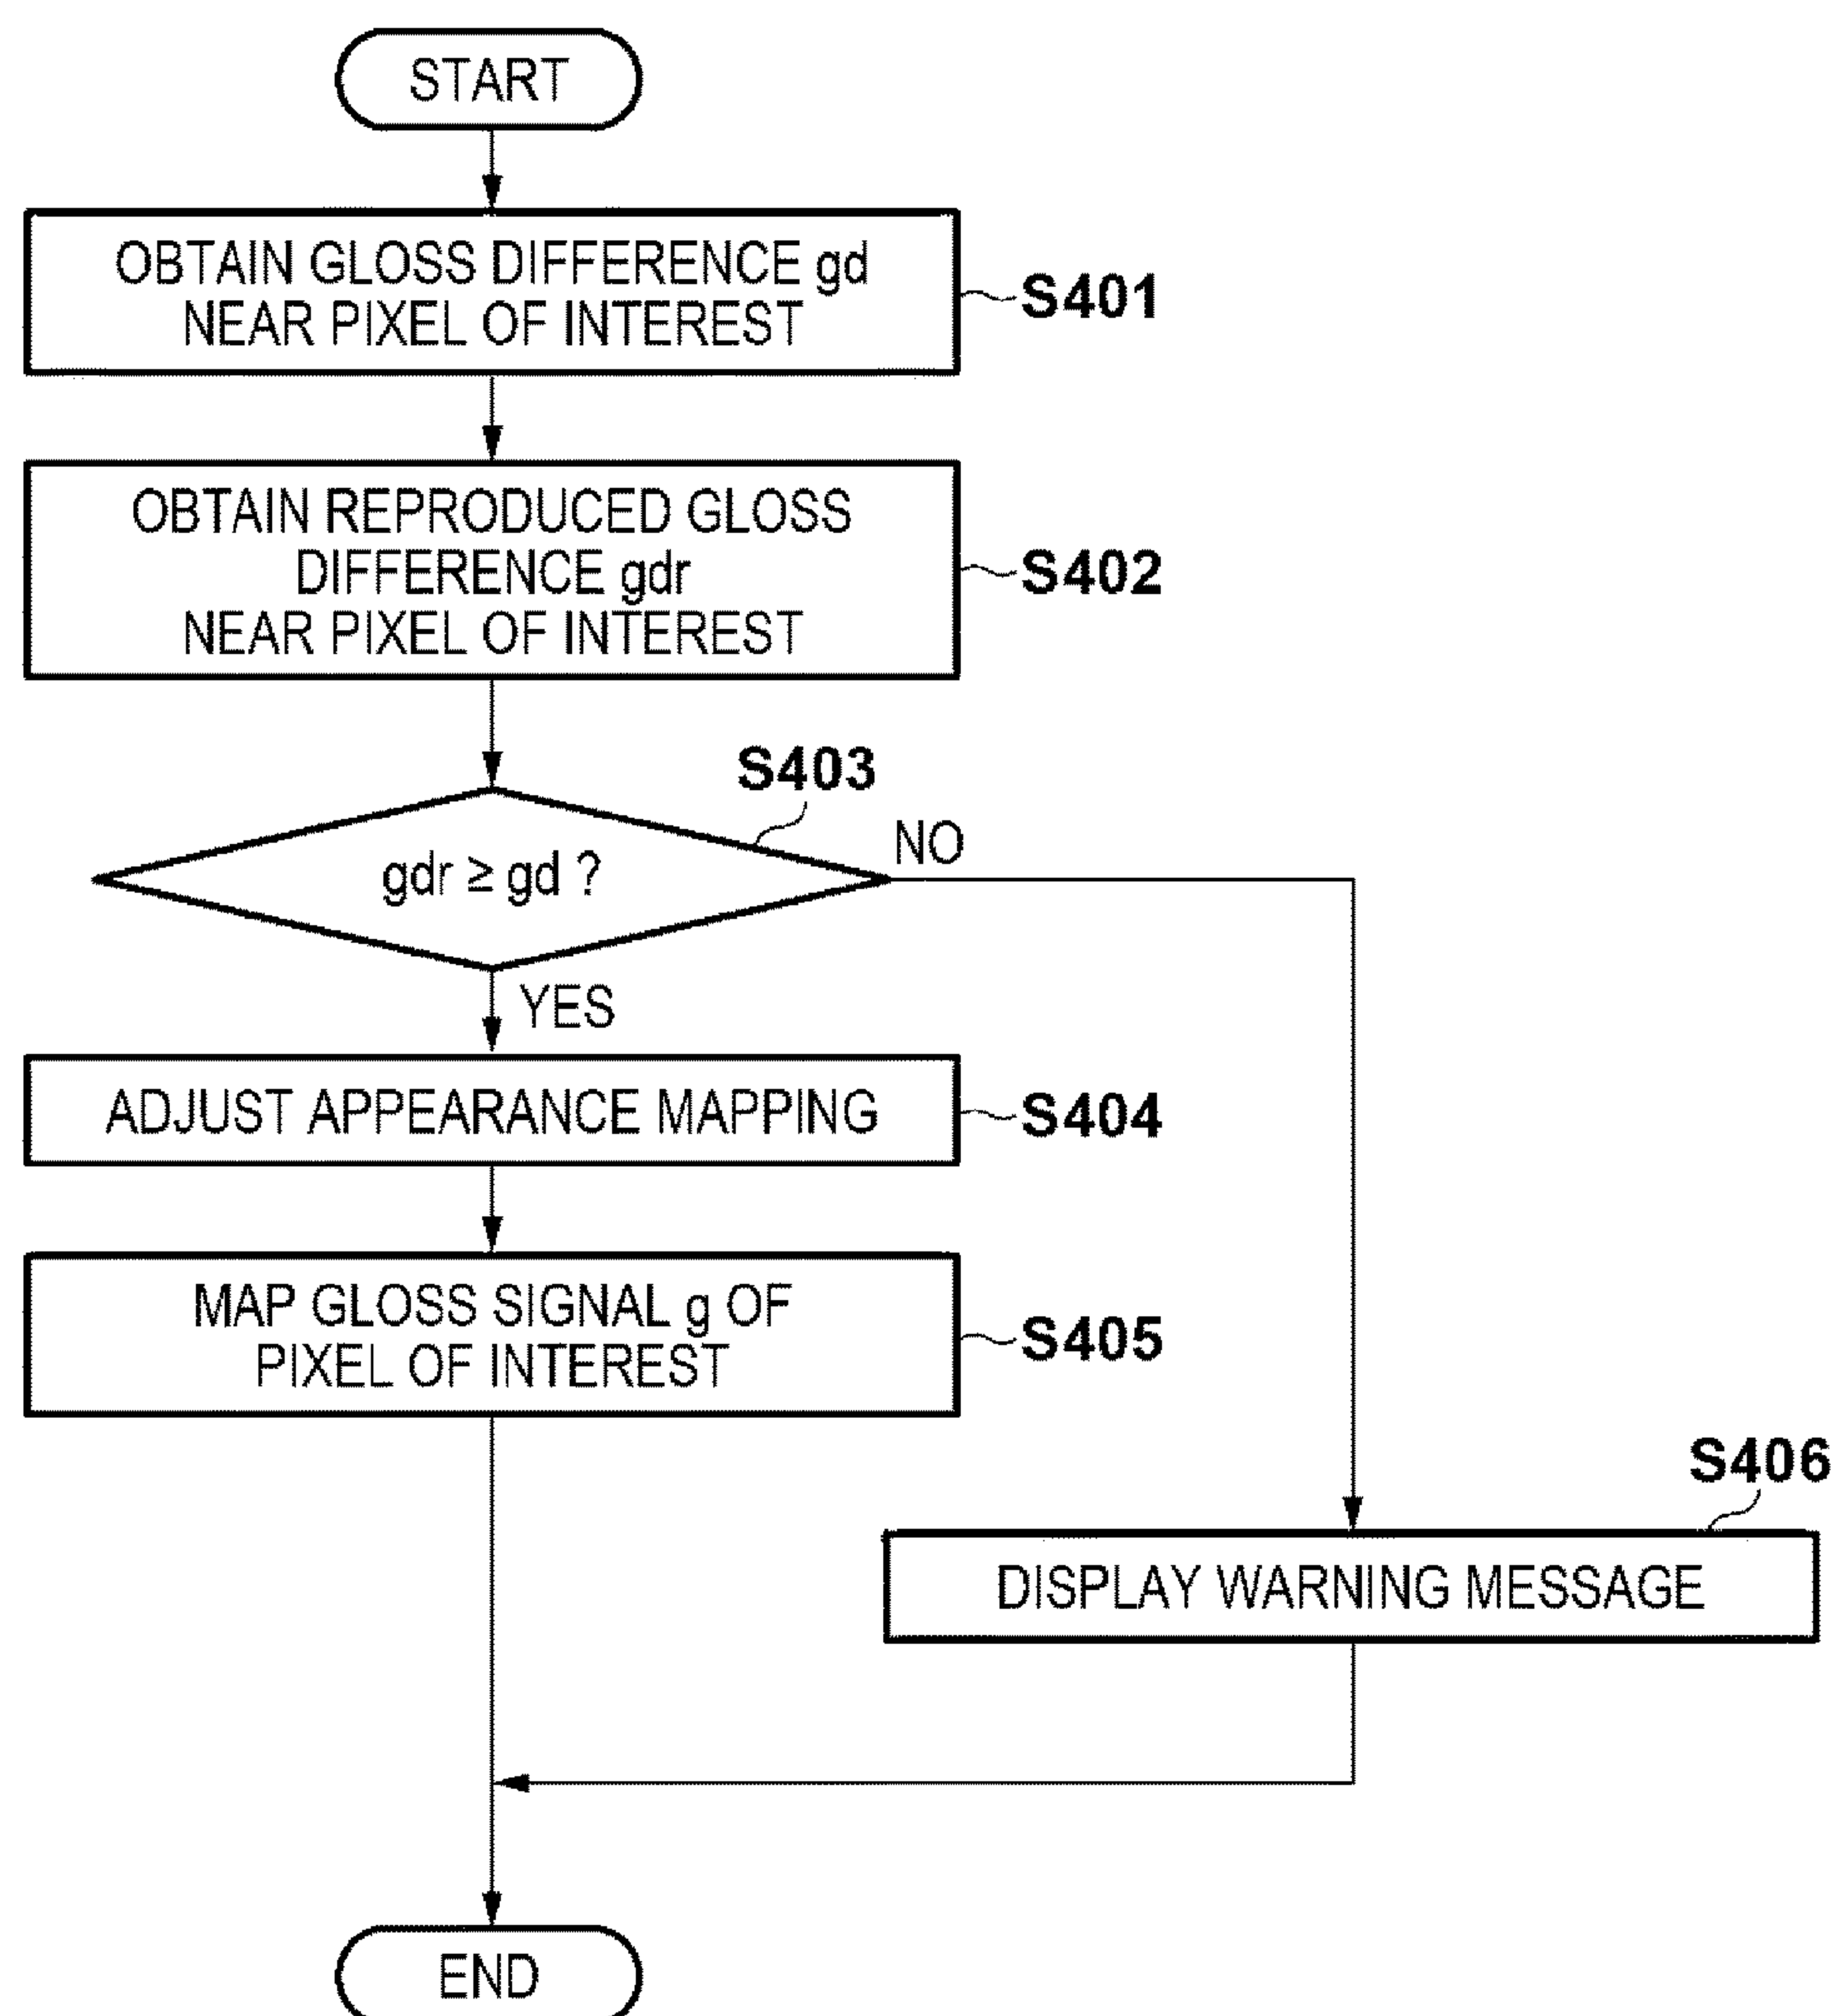 START
OBTAIN GLOSS DIFFERENCE gd
NEAR PIXEL OF INTEREST
S401
OBTAIN REPRODUCED GLOSS
DIFFERENCE gdr
NEAR PIXEL OF INTEREST
S402
S403
gdr ≥ gd ?
NO
YES
ADJUST APPEARANCE MAPPING
S404
MAP GLOSS SIGNAL g OF
PIXEL OF INTEREST
S405
S406
DISPLAY WARNING MESSAGE
END